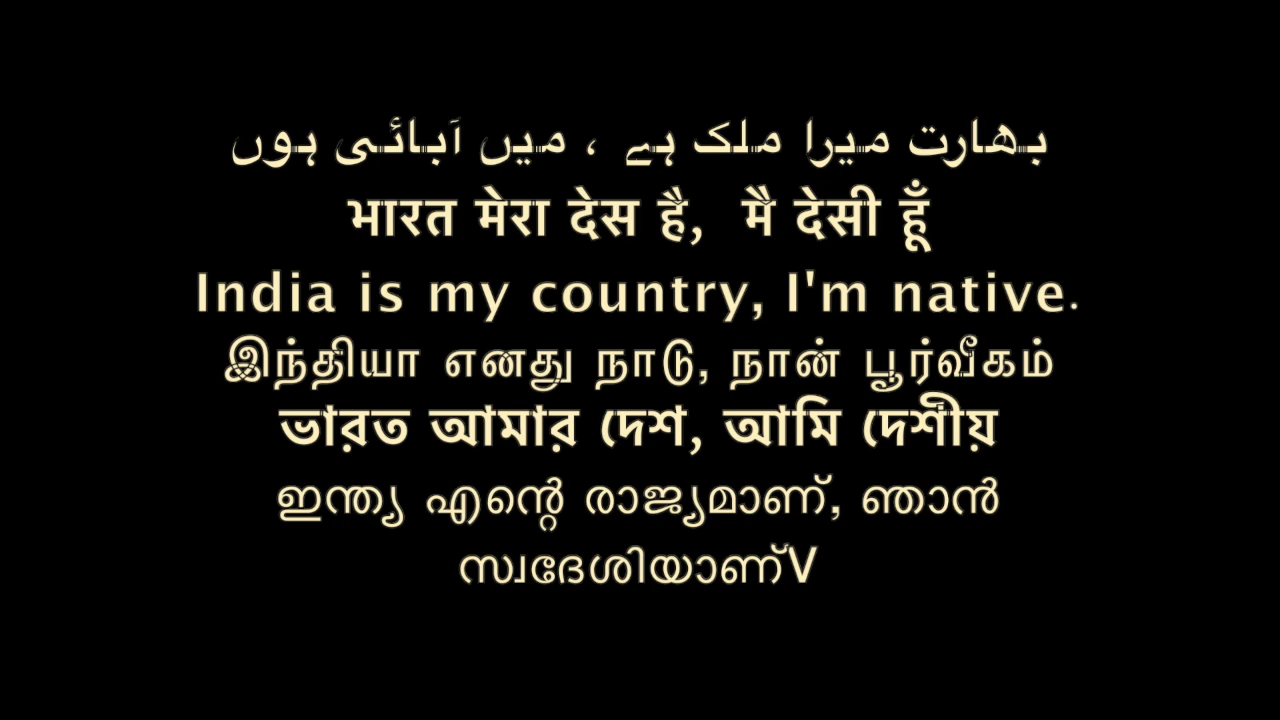 بھارت میرا ملک ہے ، میں آبائی ہوں
भारत मेरा देस है, मै देसी हूँ
India is my country, I'm native.
இந்தியா எனது நாடு, நான் பூர்வீகம்
ভারত আমার দেশ, আমি দেশীয়
ഇന്ത്യ എന്റെ രാജ്യമാണ്, ഞാൻ
സ്വദേശിയാണ്V